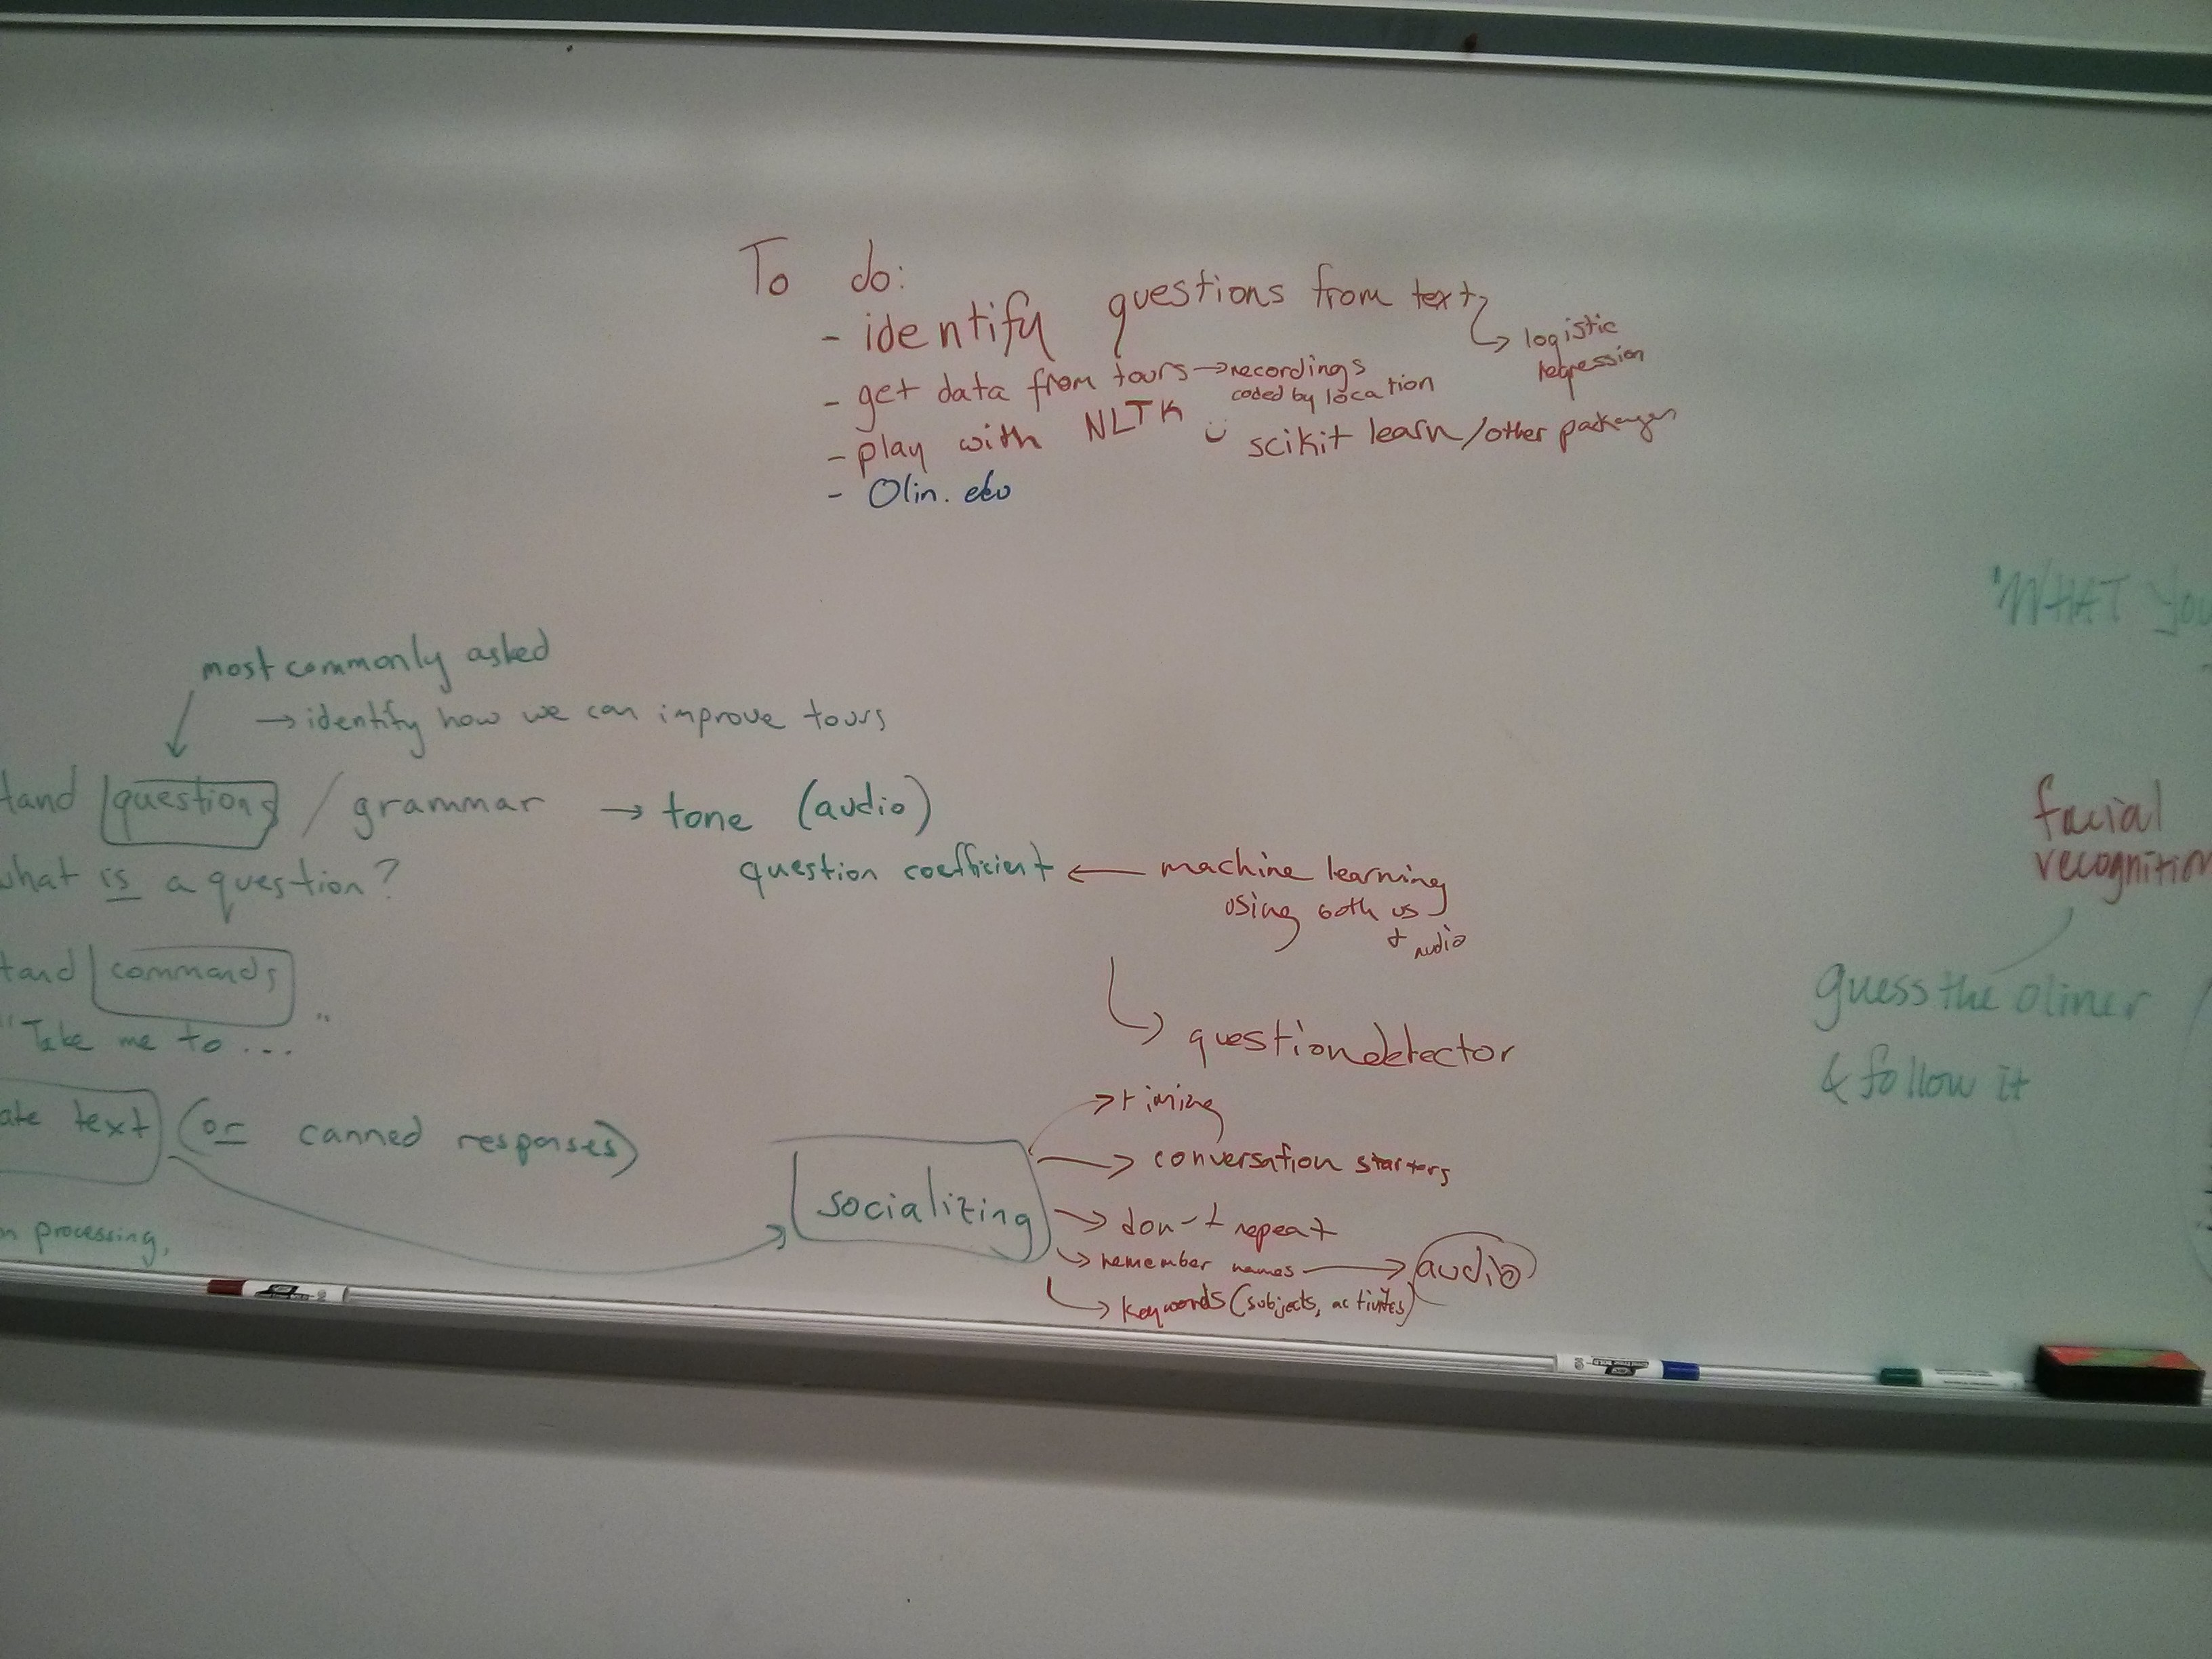 To do:
- identify questions from text
→ logistic
regression
- get data from tours → recordings
coded by location
- play with NLTK
scikit learn/other packages
- Olin.edu
"WHAT you
most commonly asked
→ identify how we can improve tours
tand questions / grammar → tone (audio)
what is a question?
question coefficient ← machine learning
using both us
+ audio
→ question detector
facial
recognition
guess the oliner
& follow it
tand commands
"Take me to ..."
ate text (or canned responses)
n processing,
socializing
→ timing
→ conversation starters
→ don't repeat
→ remember names → audio
→ keywords (subjects, activites)